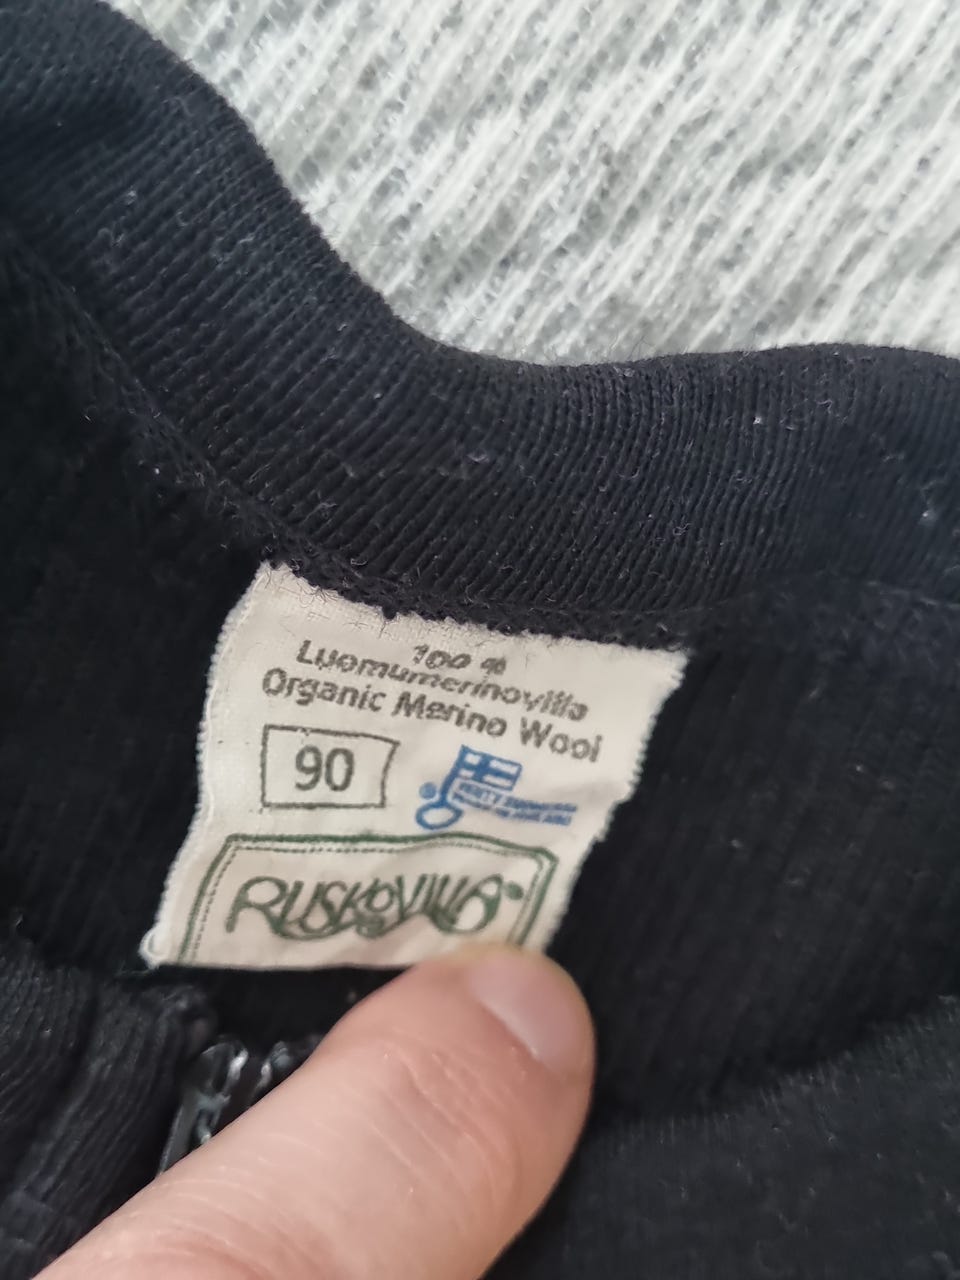 100 %
Luomumerinovilla
Organic Merino Wool
90
RUSKOVILLA